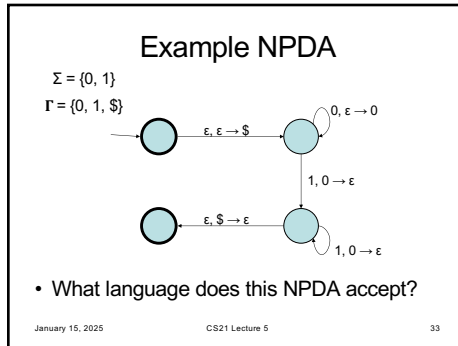 Example NPDA
Σ = {0, 1}
Γ = {0, 1, $}
ε, ε → $
0, ε → 0
1, 0 → ε
ε, $ → ε
1, 0 → ε
• What language does this NPDA accept?
January 15, 2025 CS21 Lecture 5 33